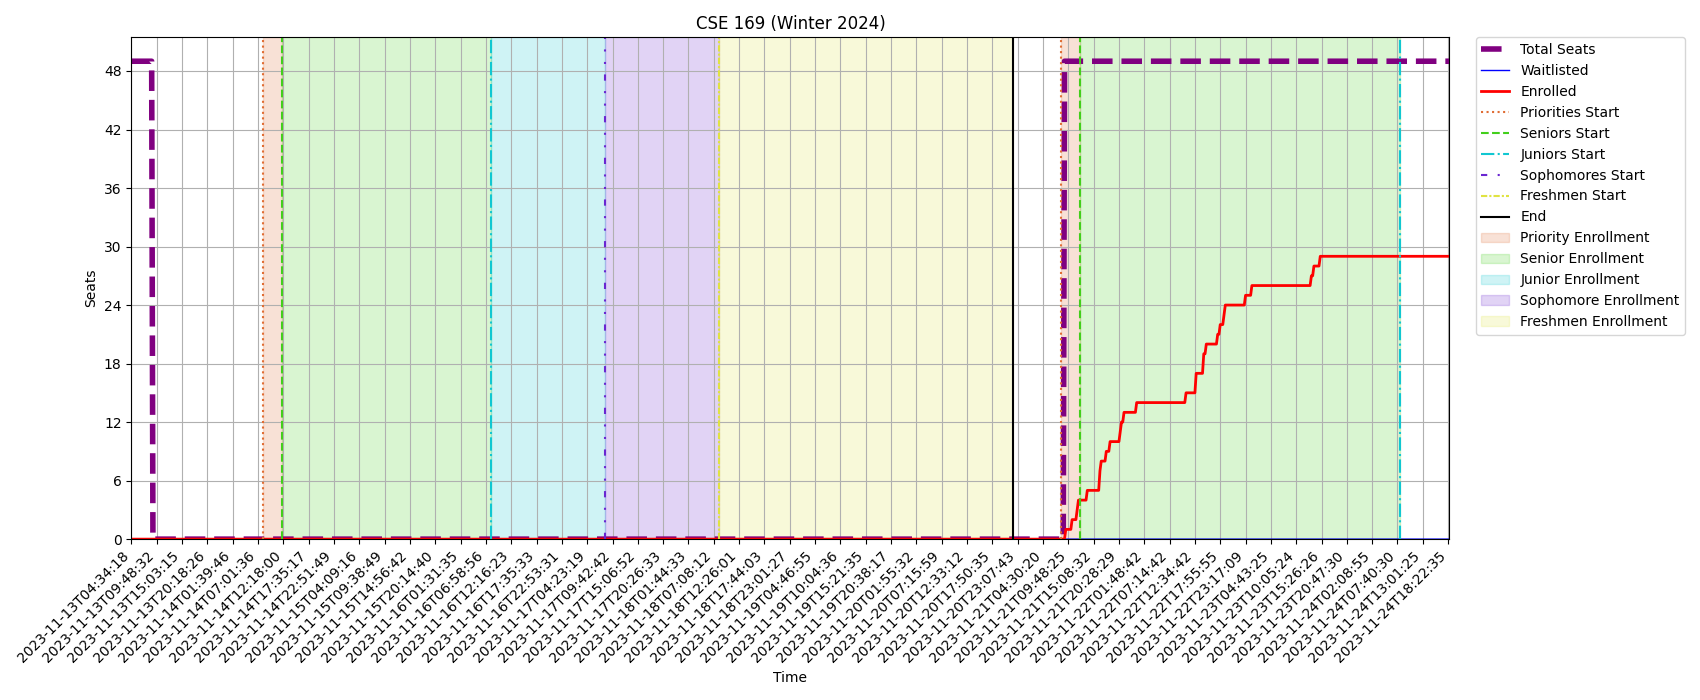 CSE 169 (Winter 2024)
Seats
48
42
36
30
24
18
12
6
0
2023-11-13T04:34:18
2023-11-13T09:48:32
2023-11-13T15:03:15
2023-11-13T20:18:26
2023-11-14T01:39:46
2023-11-14T07:01:36
2023-11-14T12:18:00
2023-11-14T17:35:17
2023-11-14T22:51:49
2023-11-15T04:09:16
2023-11-15T09:38:49
2023-11-15T14:56:42
2023-11-15T20:14:40
2023-11-16T01:31:35
2023-11-16T06:58:56
2023-11-16T12:16:23
2023-11-16T17:35:33
2023-11-16T22:53:31
2023-11-17T04:23:19
2023-11-17T09:42:42
2023-11-17T15:06:52
2023-11-17T20:26:33
2023-11-18T01:44:33
2023-11-18T07:08:12
2023-11-18T12:26:01
2023-11-18T17:44:03
2023-11-18T23:01:27
2023-11-19T04:46:55
2023-11-19T10:04:36
2023-11-19T15:21:35
2023-11-19T20:38:17
2023-11-20T01:55:32
2023-11-20T07:15:59
2023-11-20T12:33:12
2023-11-20T17:50:35
2023-11-20T23:07:43
2023-11-21T04:30:20
2023-11-21T09:48:25
2023-11-21T15:08:32
2023-11-21T20:28:29
2023-11-22T01:48:42
2023-11-22T07:14:42
2023-11-22T12:34:42
2023-11-22T17:55:55
2023-11-22T23:17:09
2023-11-23T04:43:25
2023-11-23T10:05:24
2023-11-23T15:26:26
2023-11-23T20:47:30
2023-11-24T02:08:55
2023-11-24T07:40:30
2023-11-24T13:01:25
2023-11-24T18:22:35
Time
Total Seats
Waitlisted
Enrolled
Priorities Start
Seniors Start
Juniors Start
Sophomores Start
Freshmen Start
End
Priority Enrollment
Senior Enrollment
Junior Enrollment
Sophomore Enrollment
Freshmen Enrollment